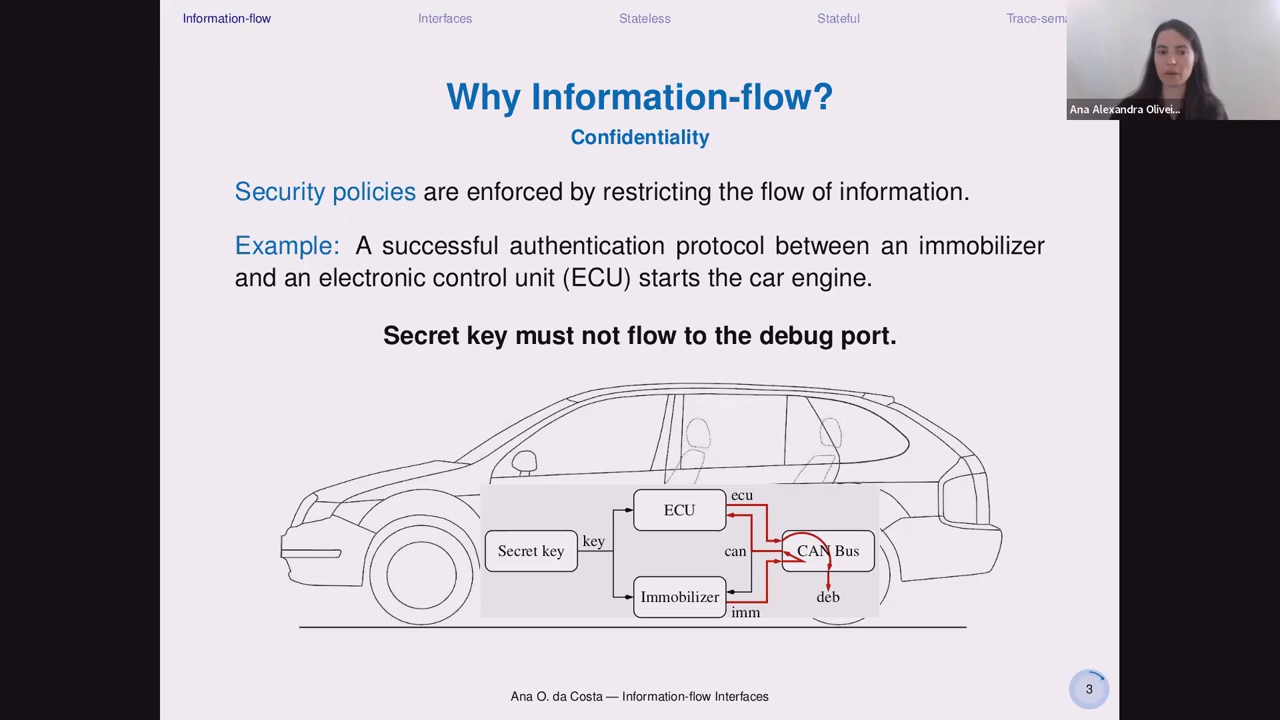 Information-flow
Interfaces
Stateless
Stateful
Trace-sem
Ana Alexandra Olivei...
Why Information-flow?
Confidentiality
Security policies are enforced by restricting the flow of information.
Example: A successful authentication protocol between an immobilizer
and an electronic control unit (ECU) starts the car engine.
Secret key must not flow to the debug port.
ECU
ecu
Secret key
key
can
CAN Bus
Immobilizer
imm
deb
Ana O. da Costa — Information-flow Interfaces
3